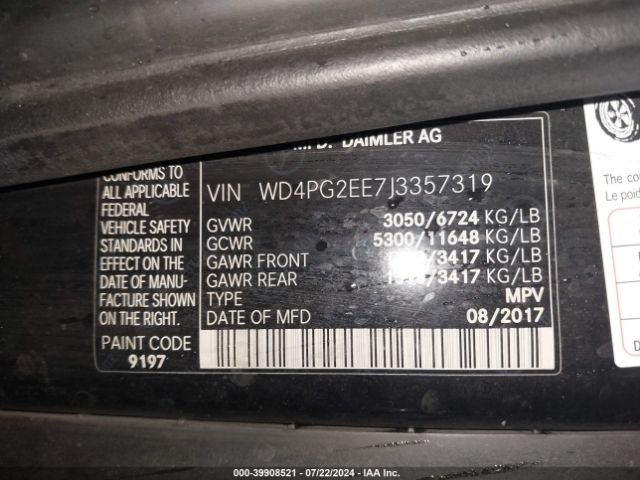 MFD. DAIMLER AG
CONFORMS TO
ALL APPLICABLE
FEDERAL
VEHICLE SAFETY
STANDARDS IN
EFFECT ON THE
DATE OF MANU-
FACTURE SHOWN
ON THE RIGHT.
PAINT CODE
9197
VIN WD4PG2EE7J3357319
GVWR 3050/6724 KG/LB
GCWR 5300/11648 KG/LB
GAWR FRONT /3417 KG/LB
GAWR REAR /3417 KG/LB
TYPE MPV
DATE OF MFD 08/2017
The co
Le poid
000-39908521 - 07/22/2024 - IAA Inc.